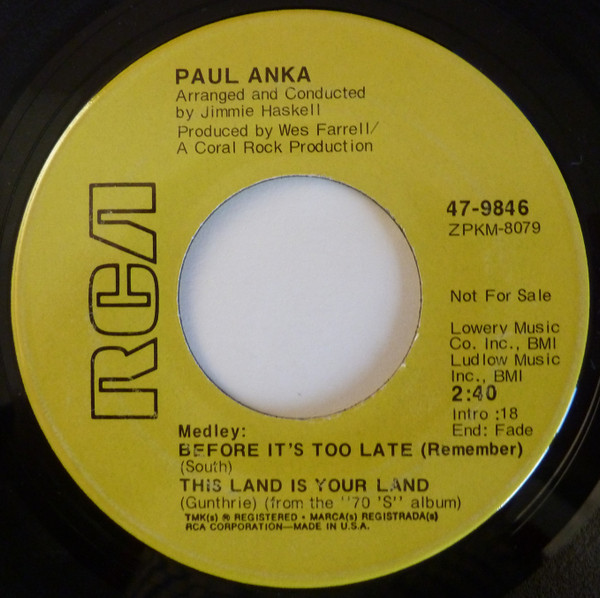 PAUL ANKA
Arranged and Conducted
by Jimmie Haskell
Produced by Wes Farrell/
A Coral Rock Production
RCA
47-9846
ZPKM-8079
Not For Sale
Lowery Music
Co. Inc., BMI
Ludlow Music
Inc., BMI
2:40
Intro :18
End: Fade
Medley:
BEFORE IT'S TOO LATE (Remember)
(South)
THIS LAND IS YOUR LAND
(Gunthrie) (from the "70 'S" album)
TMK(s) ® REGISTERED • MARCA(s) REGISTRADA(s)
RCA CORPORATION—MADE IN U.S.A.